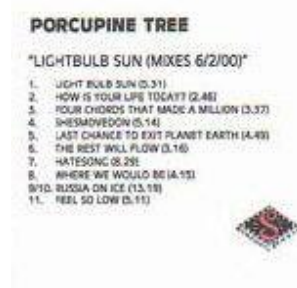 PORCUPINE TREE
"LIGHTBULB SUN (MIXES 6/2/00)"
1. LIGHT BULB SUN (5.31)
2. HOW IS YOUR LIFE TODAY? (2.46)
3. FOUR CHORDS THAT MADE A MILLION (3.37)
4. SHESMOVEDON (5.14)
5. LAST CHANCE TO EXIT PLANET EARTH (4.49)
6. THE REST WILL FLOW (3.16)
7. HATESONG (8.29)
8. WHERE WE WOULD BE (4.15)
9/10. RUSSIA ON ICE (13.19)
11. FEEL SO LOW (5.11)
S